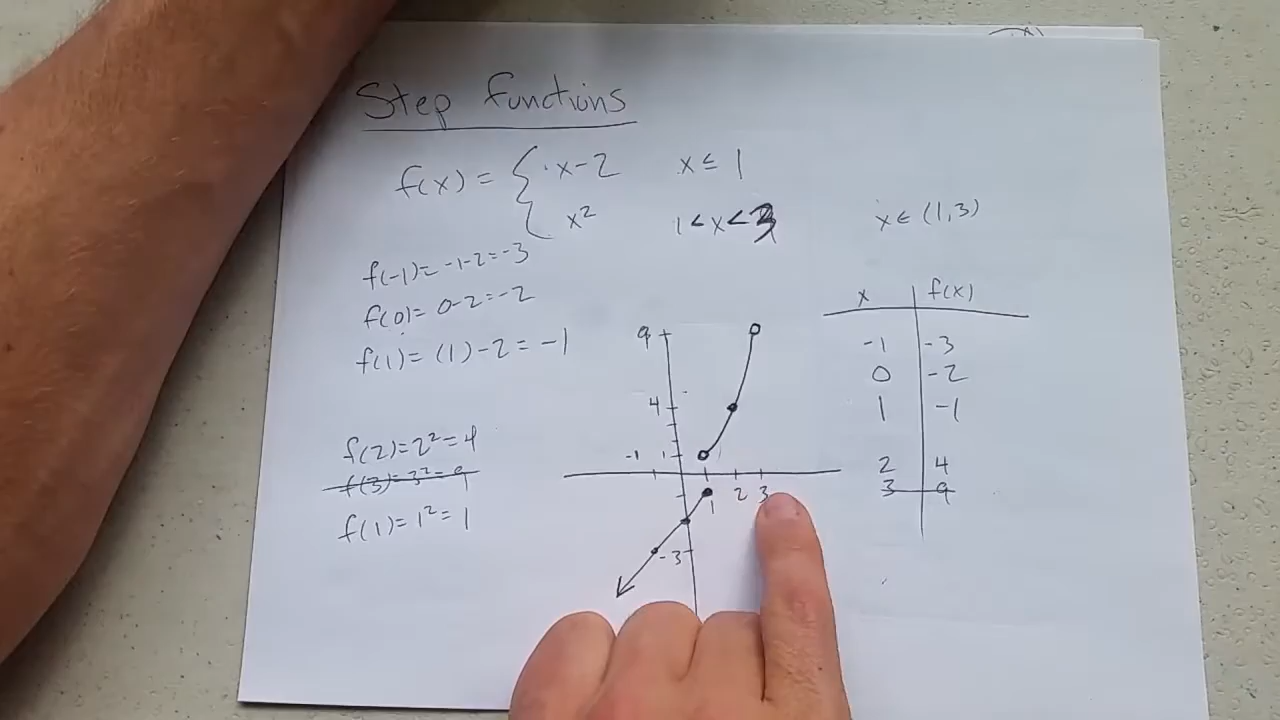 Step functions
f(x) = { x-2 x ≤ 1
x² 1 < x < 3
x ∈ (1,3)
f(-1) = -1-2 = -3
f(0) = 0-2 = -2
f(1) = (1)-2 = -1
f(2) = 2² = 4
f(3) = 3² = 9
f(1) = 1² = 1
9
4
-1 1
1 2 3
-3
x f(x)
-1 -3
0 -2
1 -1
2 4
3 9